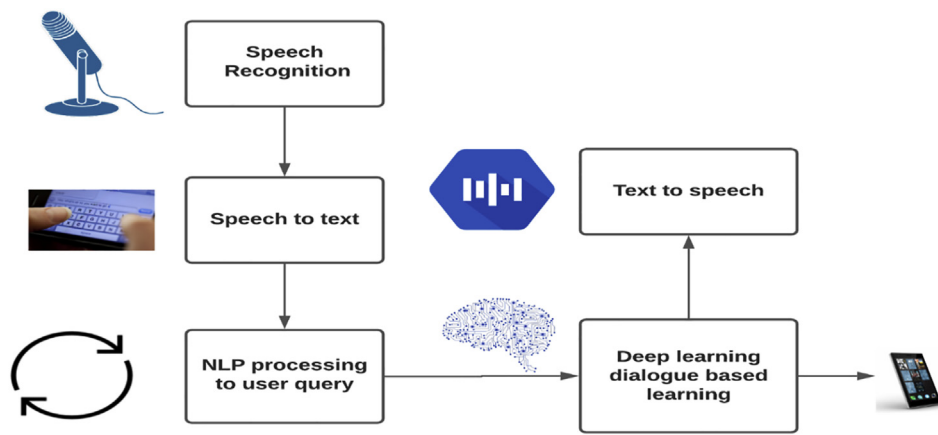 Speech
Recognition
Speech to text
NLP processing
to user query
Text to speech
Deep learning
dialogue based
learning